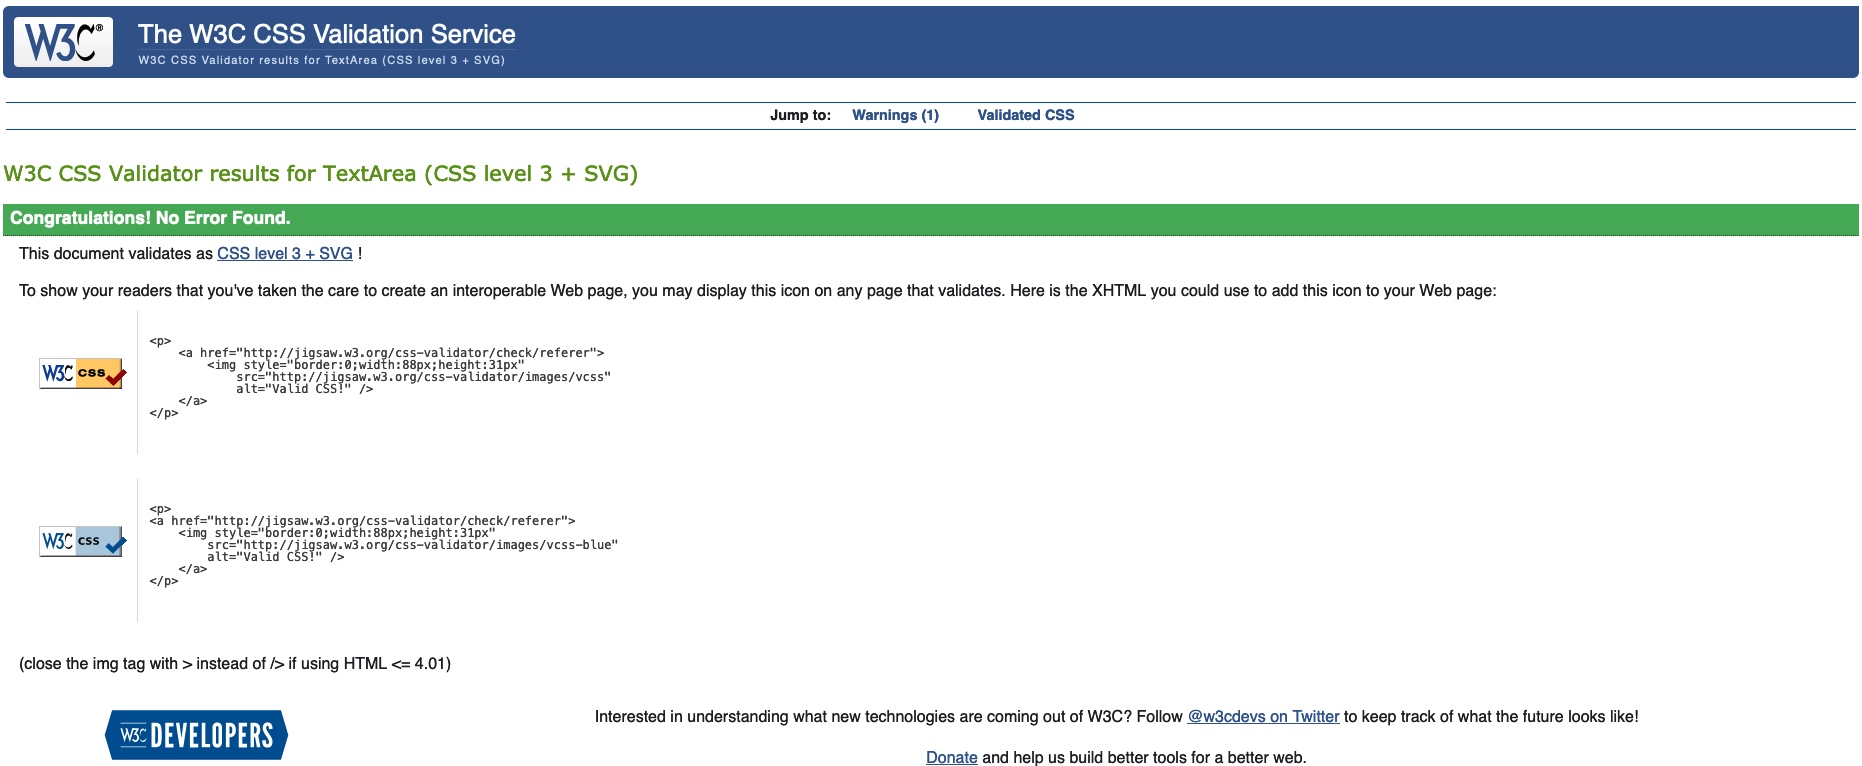 W3C® The W3C CSS Validation Service
W3C CSS Validator results for TextArea (CSS level 3 + SVG)
Jump to: Warnings (1) Validated CSS
W3C CSS Validator results for TextArea (CSS level 3 + SVG)
Congratulations! No Error Found.
This document validates as CSS level 3 + SVG !
To show your readers that you've taken the care to create an interoperable Web page, you may display this icon on any page that validates. Here is the XHTML you could use to add this icon to your Web page:
W3C css
<p>
    <a href="http://jigsaw.w3.org/css-validator/check/referer">
        <img style="border:0;width:88px;height:31px"
            src="http://jigsaw.w3.org/css-validator/images/vcss"
            alt="Valid CSS!" />
    </a>
</p>
W3C css
<p>
<a href="http://jigsaw.w3.org/css-validator/check/referer">
    <img style="border:0;width:88px;height:31px"
        src="http://jigsaw.w3.org/css-validator/images/vcss-blue"
        alt="Valid CSS!" />
    </a>
</p>
(close the img tag with > instead of /> if using HTML <= 4.01)
W3C DEVELOPERS
Interested in understanding what new technologies are coming out of W3C? Follow @w3cdevs on Twitter to keep track of what the future looks like!
Donate and help us build better tools for a better web.